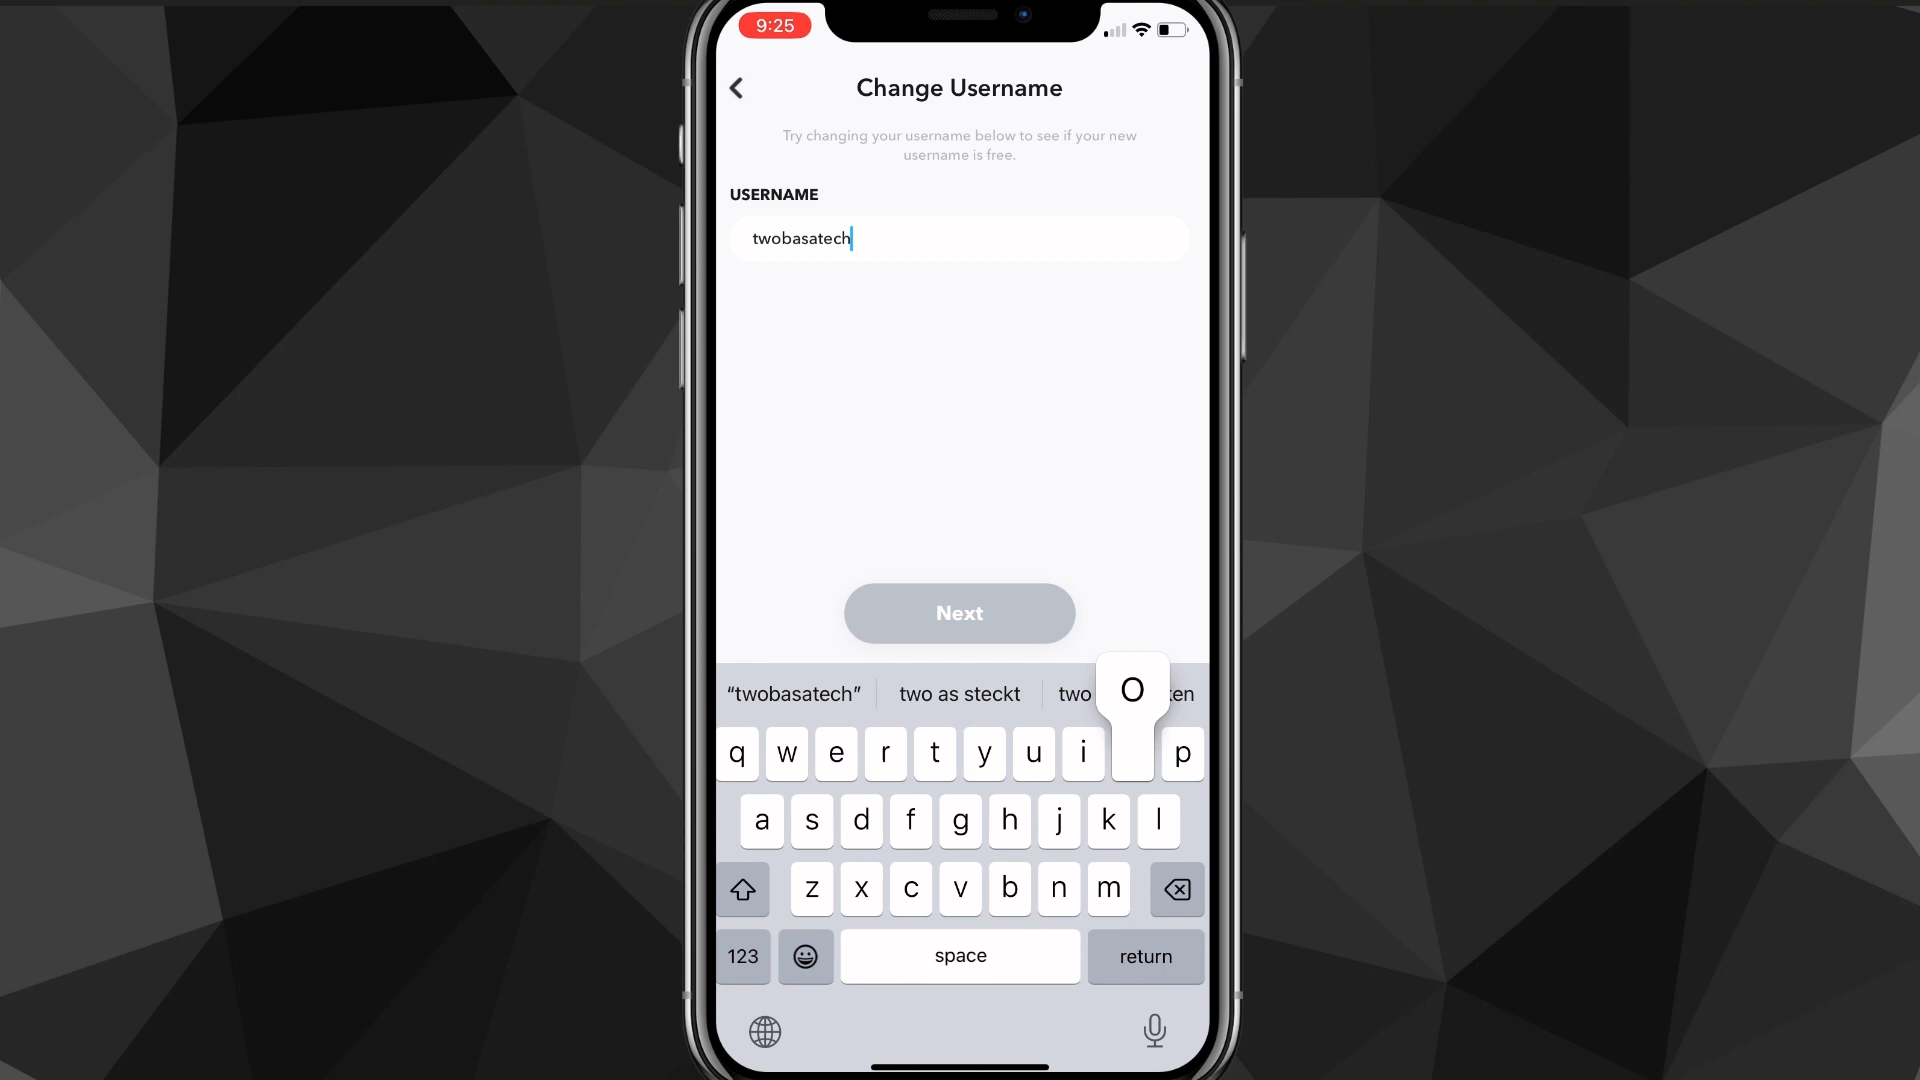 9:25
Change Username
Try changing your username below to see if your new
username is free.
USERNAME
twobasatech
Next
“twobasatech” two as steckt two ken
O
q w e r t y u i p
a s d f g h j k l
z x c v b n m
123 space return